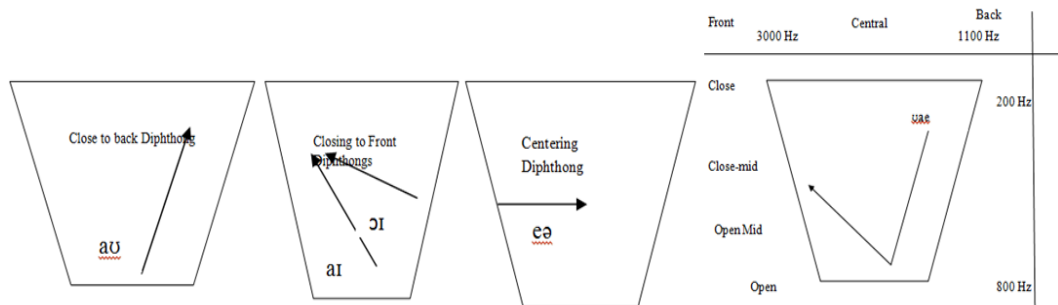 Close to back Diphthong
aʊ
Closing to Front
Diphthongs
ɔɪ
aɪ
Centering
Diphthong
eə
Front
Central
Back
3000 Hz
1100 Hz
Close
200 Hz
ʊae
Close-mid
Open Mid
Open
800 Hz